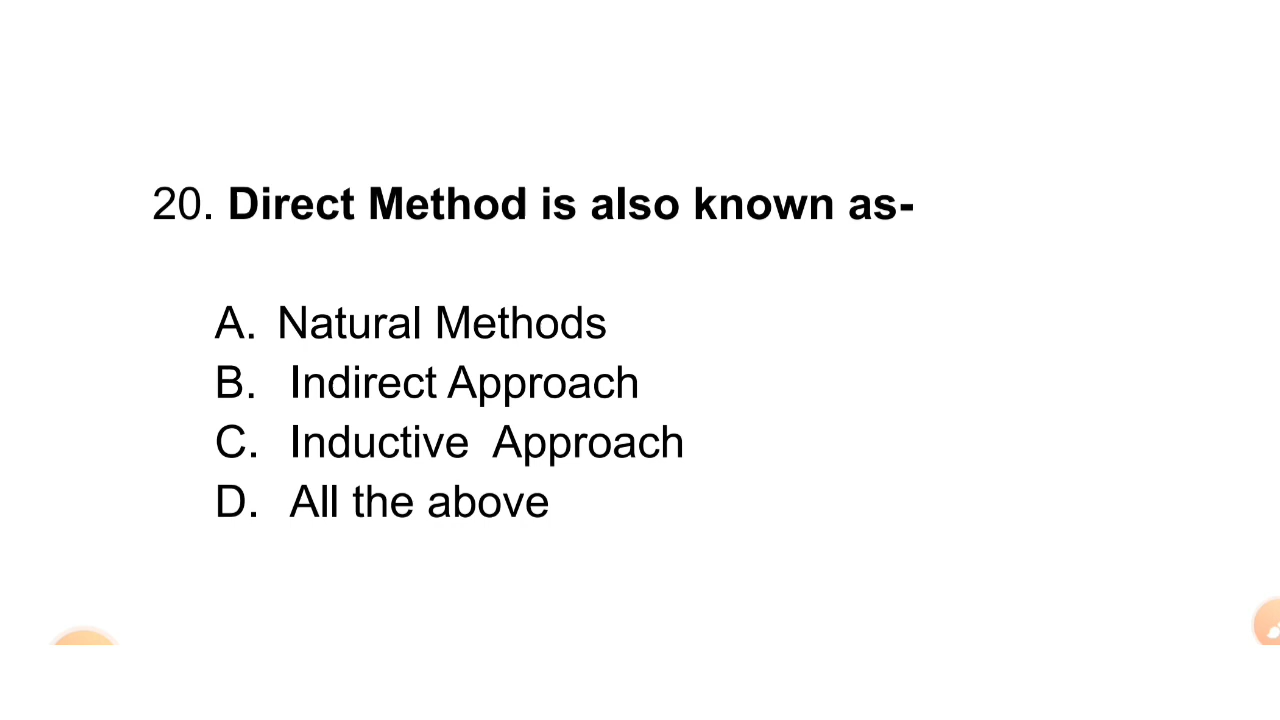 20. Direct Method is also known as-
A. Natural Methods
B. Indirect Approach
C. Inductive Approach
D. All the above